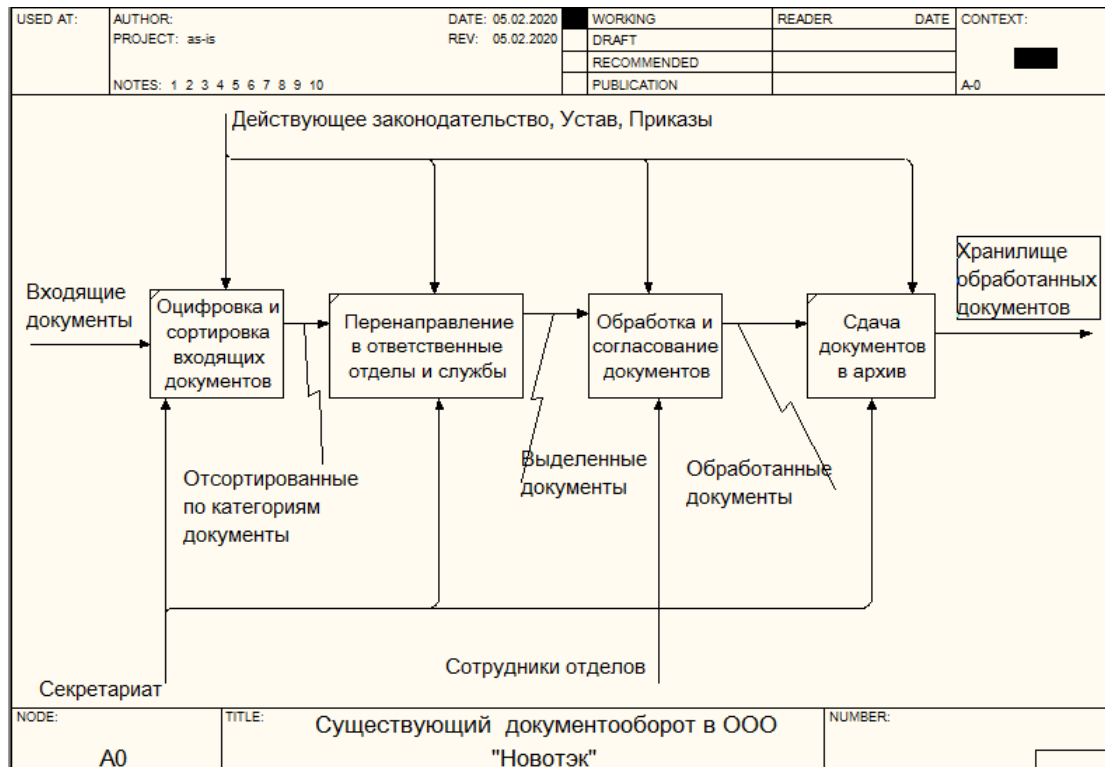 USED AT:
AUTHOR:
DATE: 05.02.2020
WORKING
READER
DATE
CONTEXT:
PROJECT: as-is
REV: 05.02.2020
DRAFT
RECOMMENDED
NOTES: 1 2 3 4 5 6 7 8 9 10
PUBLICATION
A-0
Действующее законодательство, Устав, Приказы
Входящие
документы
Оцифровка и
сортировка
входящих
документов
Перенаправление
в ответственные
отделы и службы
Обработка и
согласование
документов
Сдача
документов
в архив
Хранилище
обработанных
документов
Отсортированные
по категориям
документы
Выделенные
документы
Обработанные
документы
Секретариат
Сотрудники отделов
NODE:
A0
TITLE:
Существующий документооборот в ООО
"Новотэк"
NUMBER: